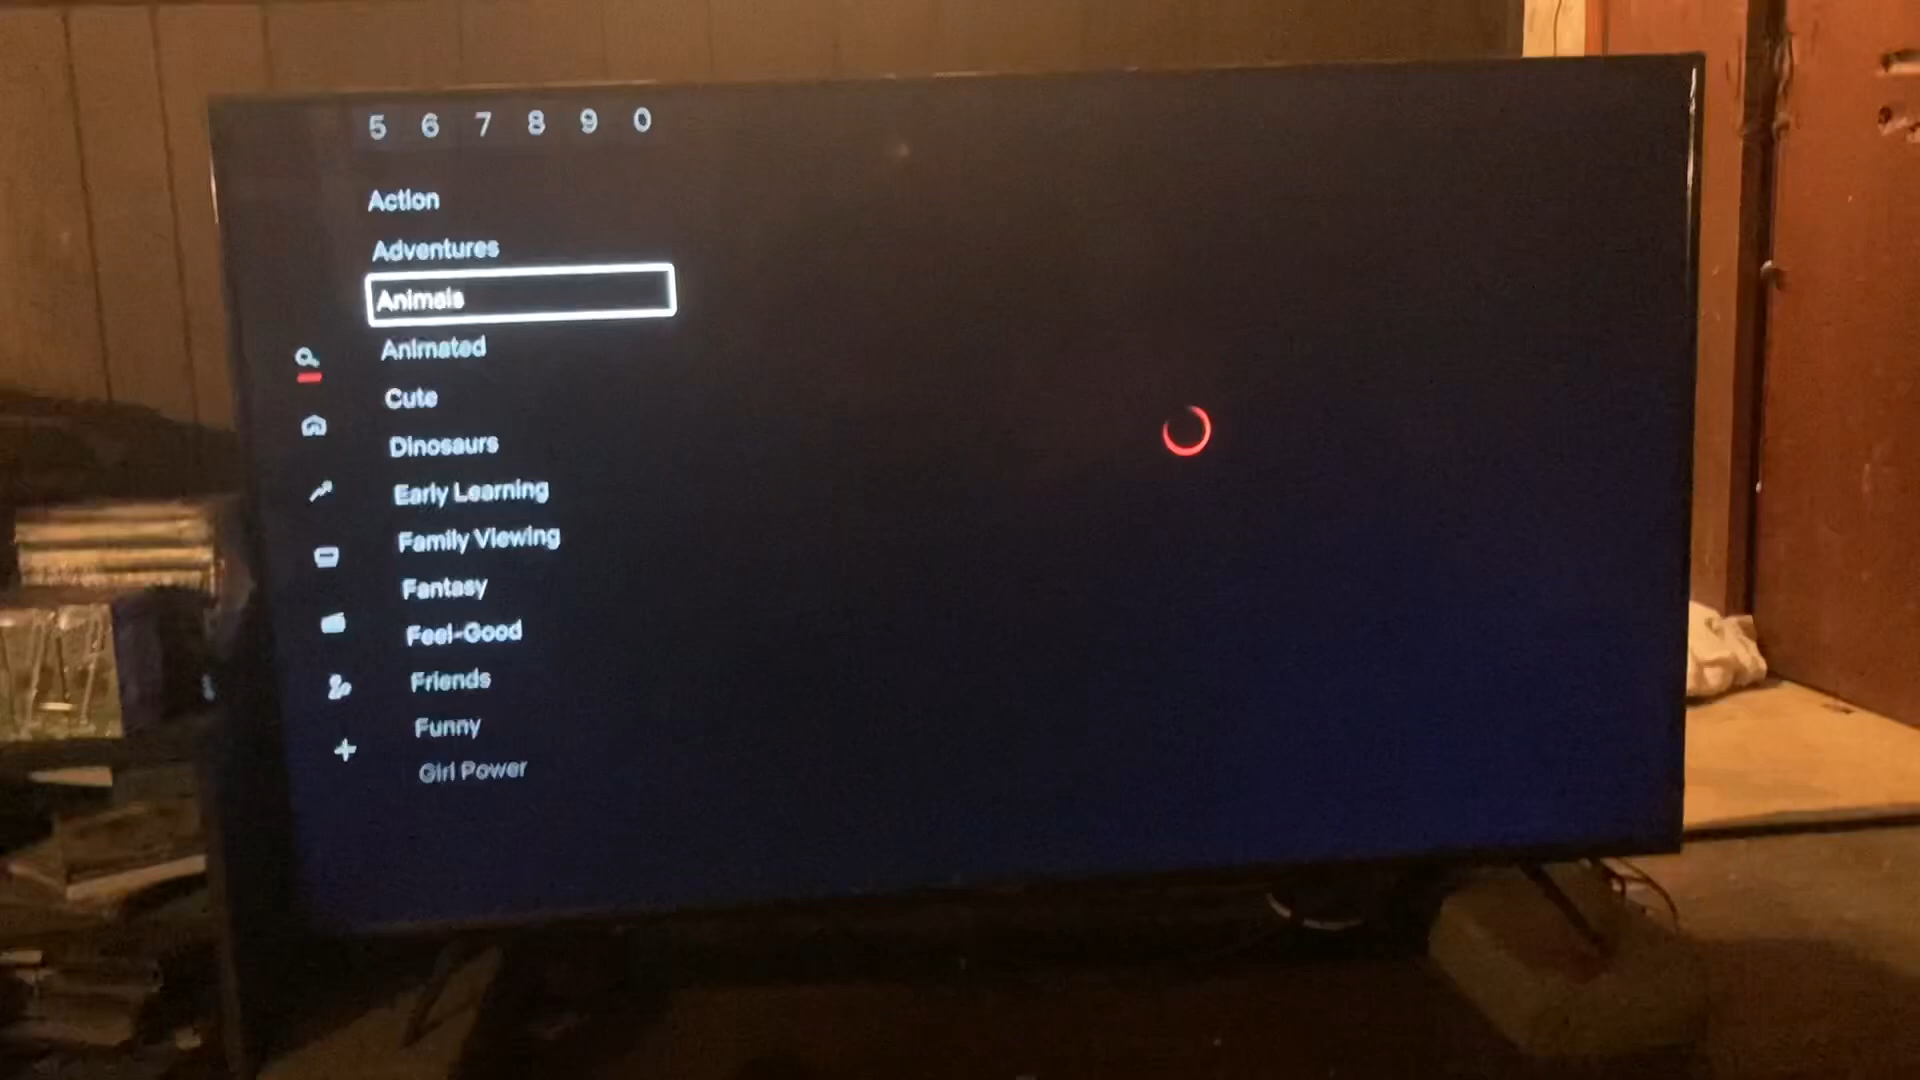 5 6 7 8 9 0
Action
Adventures
Animals
Animated
Cute
Dinosaurs
Early Learning
Family Viewing
Fantasy
Feel-Good
Friends
Funny
Girl Power